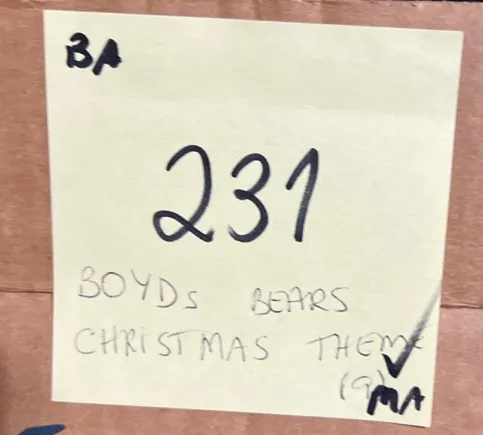 BA
231
BOYDS BEARS
CHRISTMAS THEME
(9) MA